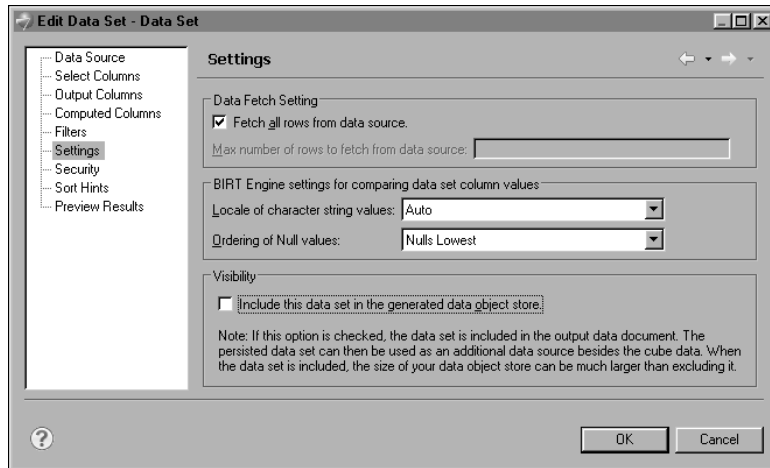 Edit Data Set - Data Set
Data Source
Select Columns
Output Columns
Computed Columns
Filters
Settings
Security
Sort Hints
Preview Results
Settings
Data Fetch Setting
Fetch all rows from data source.
Max number of rows to fetch from data source:
BIRT Engine settings for comparing data set column values
Locale of character string values: Auto
Ordering of Null values: Nulls Lowest
Visibility
Include this data set in the generated data object store.
Note: If this option is checked, the data set is included in the output data document. The
persisted data set can then be used as an additional data source besides the cube data. When
the data set is included, the size of your data object store can be much larger than excluding it.
?
OK Cancel